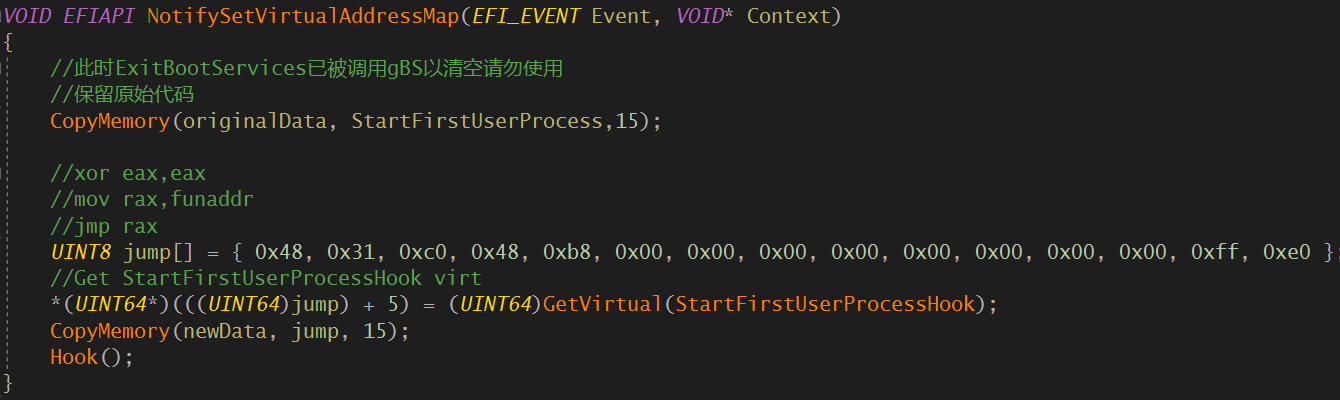 VOID EFIAPI NotifySetVirtualAddressMap(EFI_EVENT Event, VOID* Context)
{
//此时ExitBootServices已被调用gBS以清空请勿使用
//保留原始代码
CopyMemory(originalData, StartFirstUserProcess,15);
//xor eax,eax
//mov rax,funaddr
//jmp rax
UINT8 jump[] = { 0x48, 0x31, 0xc0, 0x48, 0xb8, 0x00, 0x00, 0x00, 0x00, 0x00, 0x00, 0x00, 0x00, 0xff, 0xe0 };
//Get StartFirstUserProcessHook virt
*(UINT64*)(((UINT64)jump) + 5) = (UINT64)GetVirtual(StartFirstUserProcessHook);
CopyMemory(newData, jump, 15);
Hook();
}